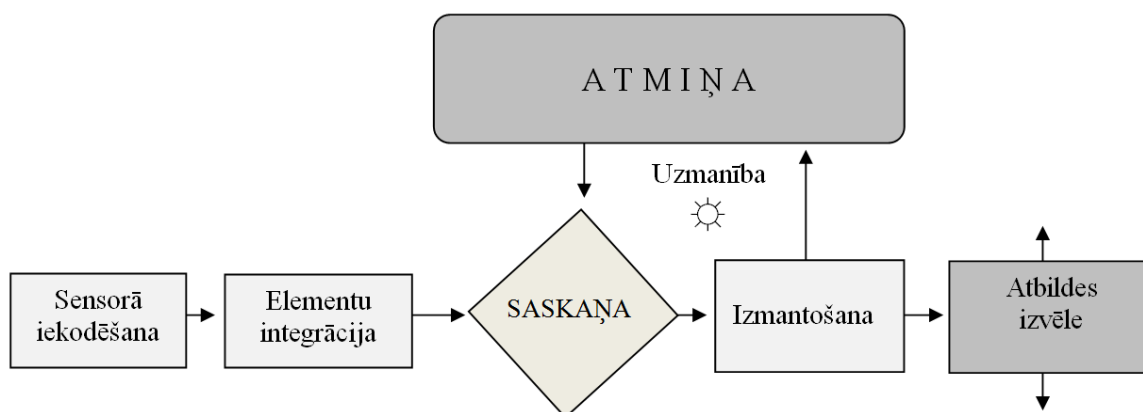 A T M I Ņ A
Uzmanība
Sensorā
iekodēšana
Elementu
integrācija
SASKAŅA
Izmantošana
Atbildes
izvēle